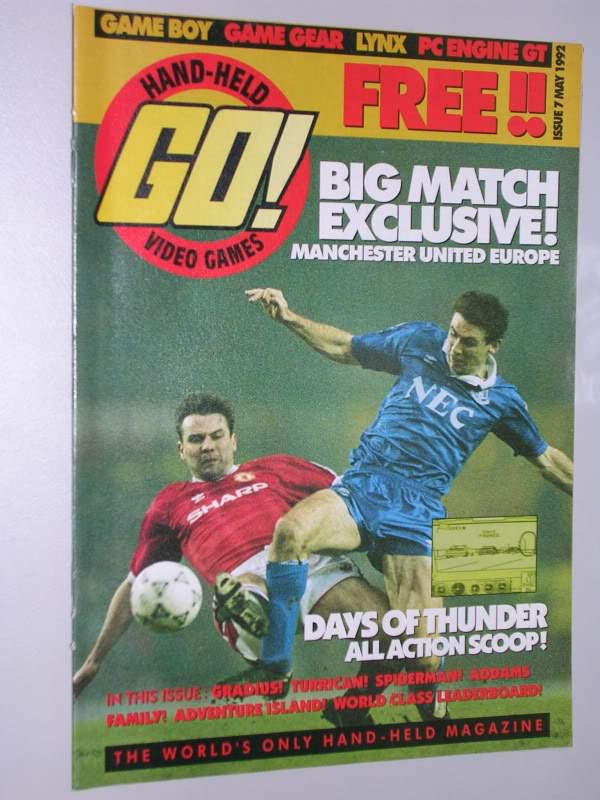 GAME BOY GAME GEAR LYNX PC ENGINE GT
HAND-HELD
GO!
VIDEO GAMES
FREE!!
ISSUE 7 MAY 1992
BIG MATCH
EXCLUSIVE!
MANCHESTER UNITED EUROPE
NEC
SHARP
DAYS OF THUNDER
ALL ACTION SCOOP!
IN THIS ISSUE: GRADIUS! TURRICAN! SPIDERMAN! ADDAMS
FAMILY! ADVENTURE ISLAND! WORLD CLASS LEADERBOARD!
THE WORLD'S ONLY HAND-HELD MAGAZINE